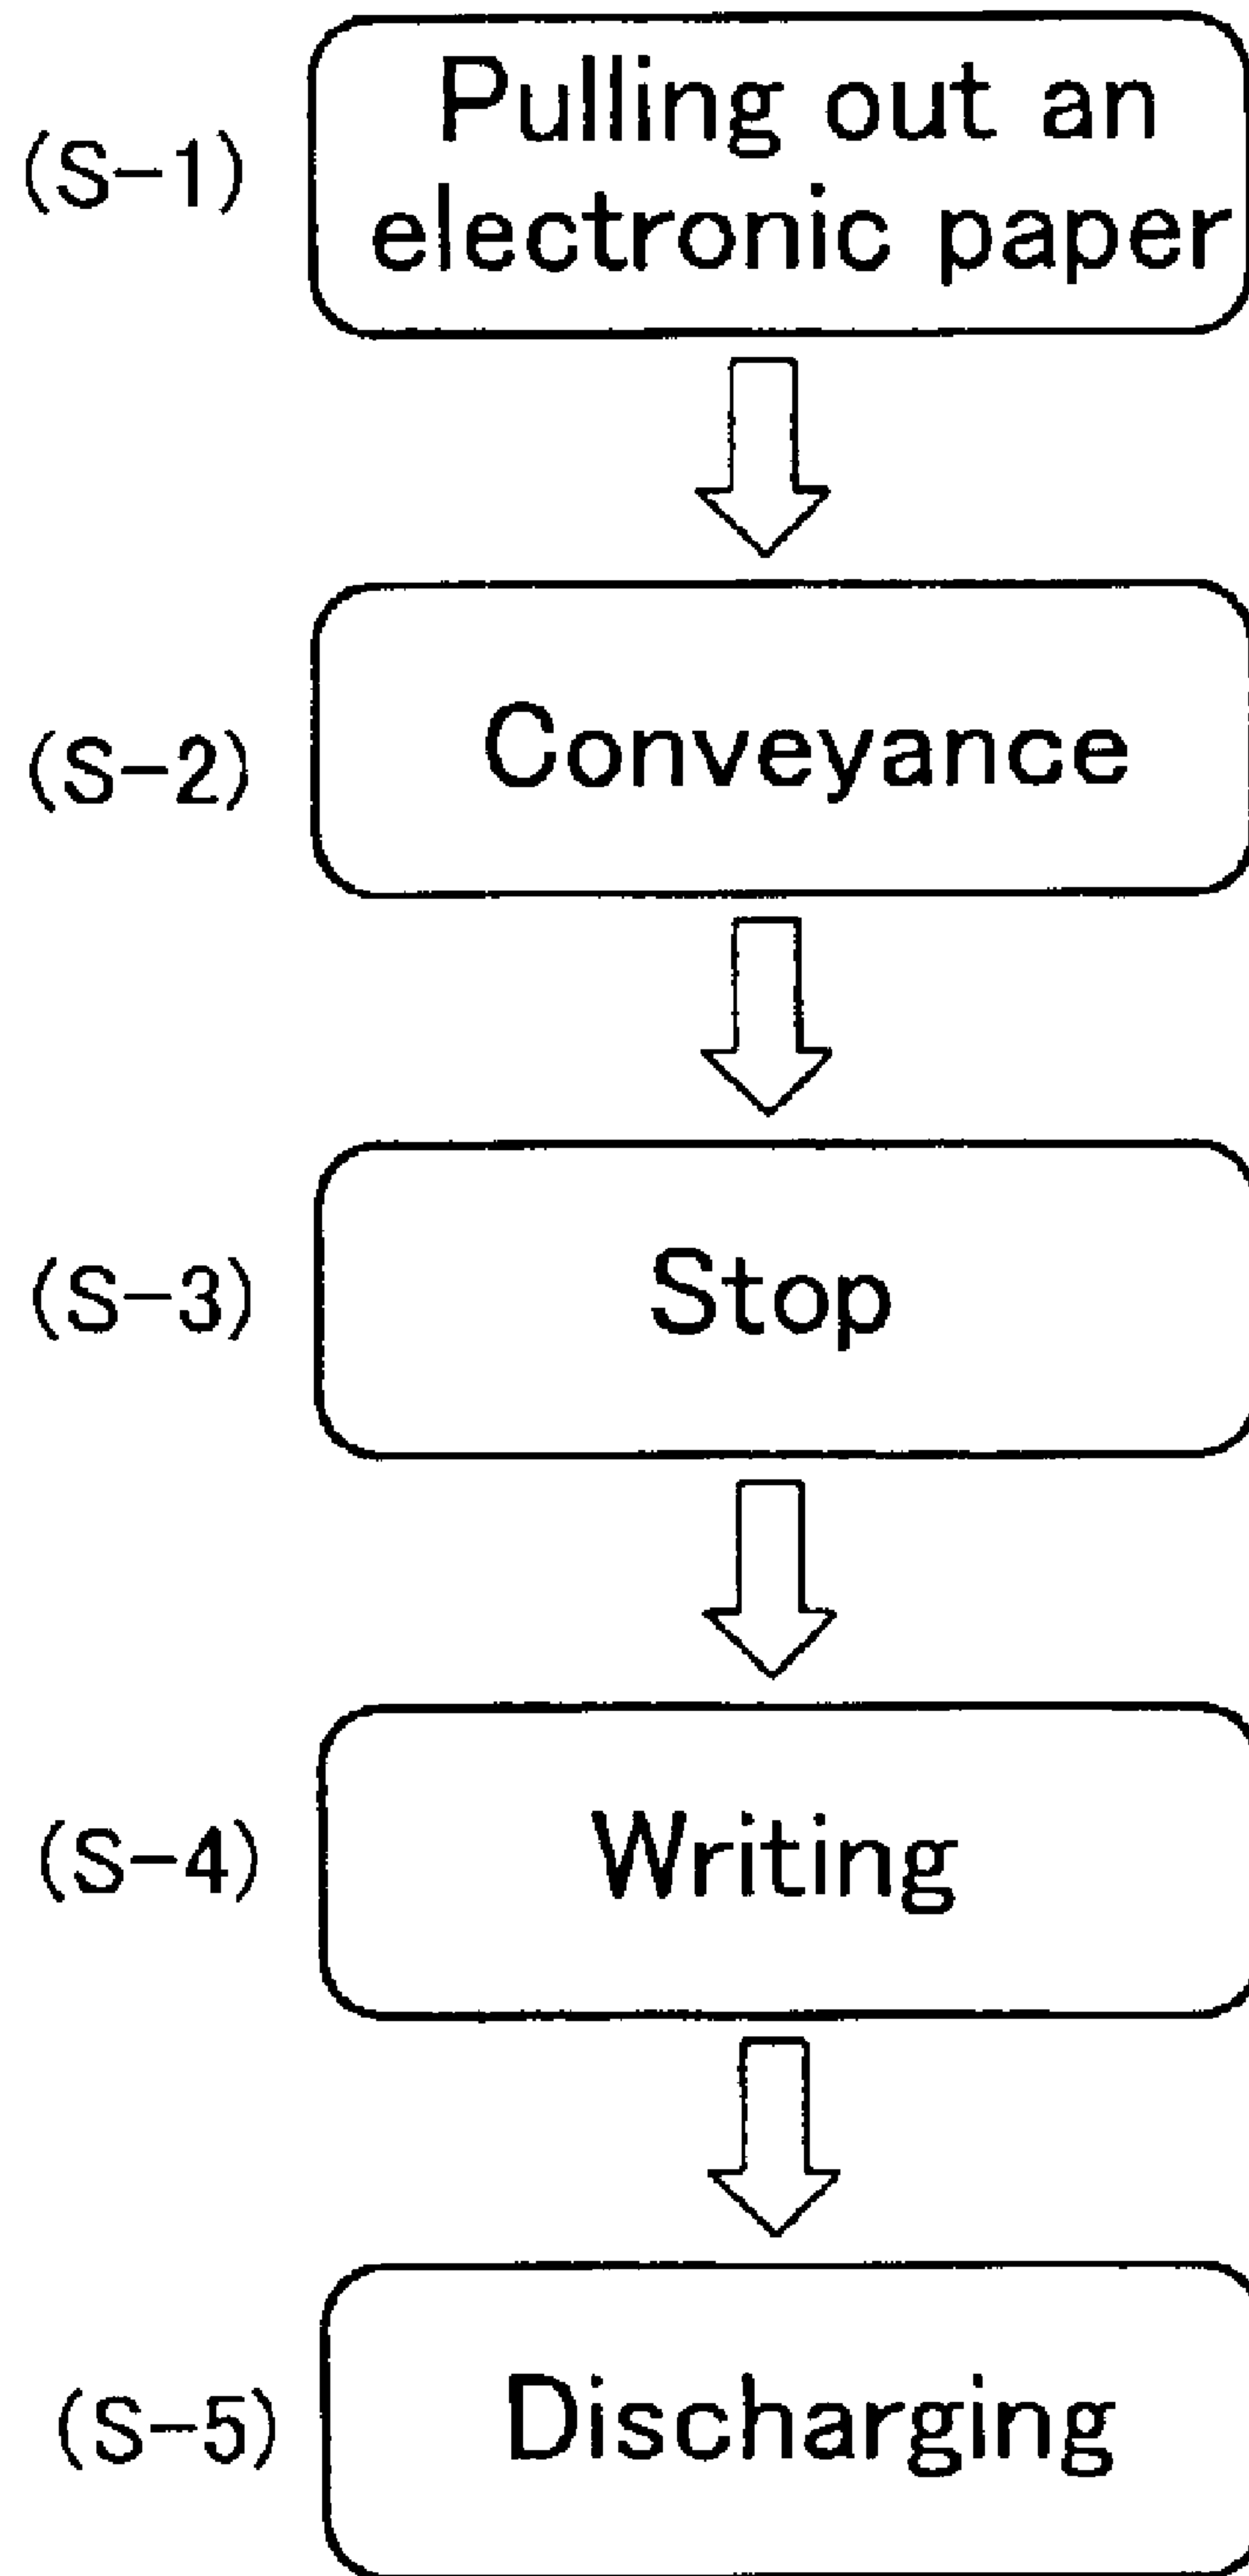 (S-1)
Pulling out an
electronic paper
(S-2)
Conveyance
(S-3)
Stop
(S-4)
Writing
(S-5)
Discharging